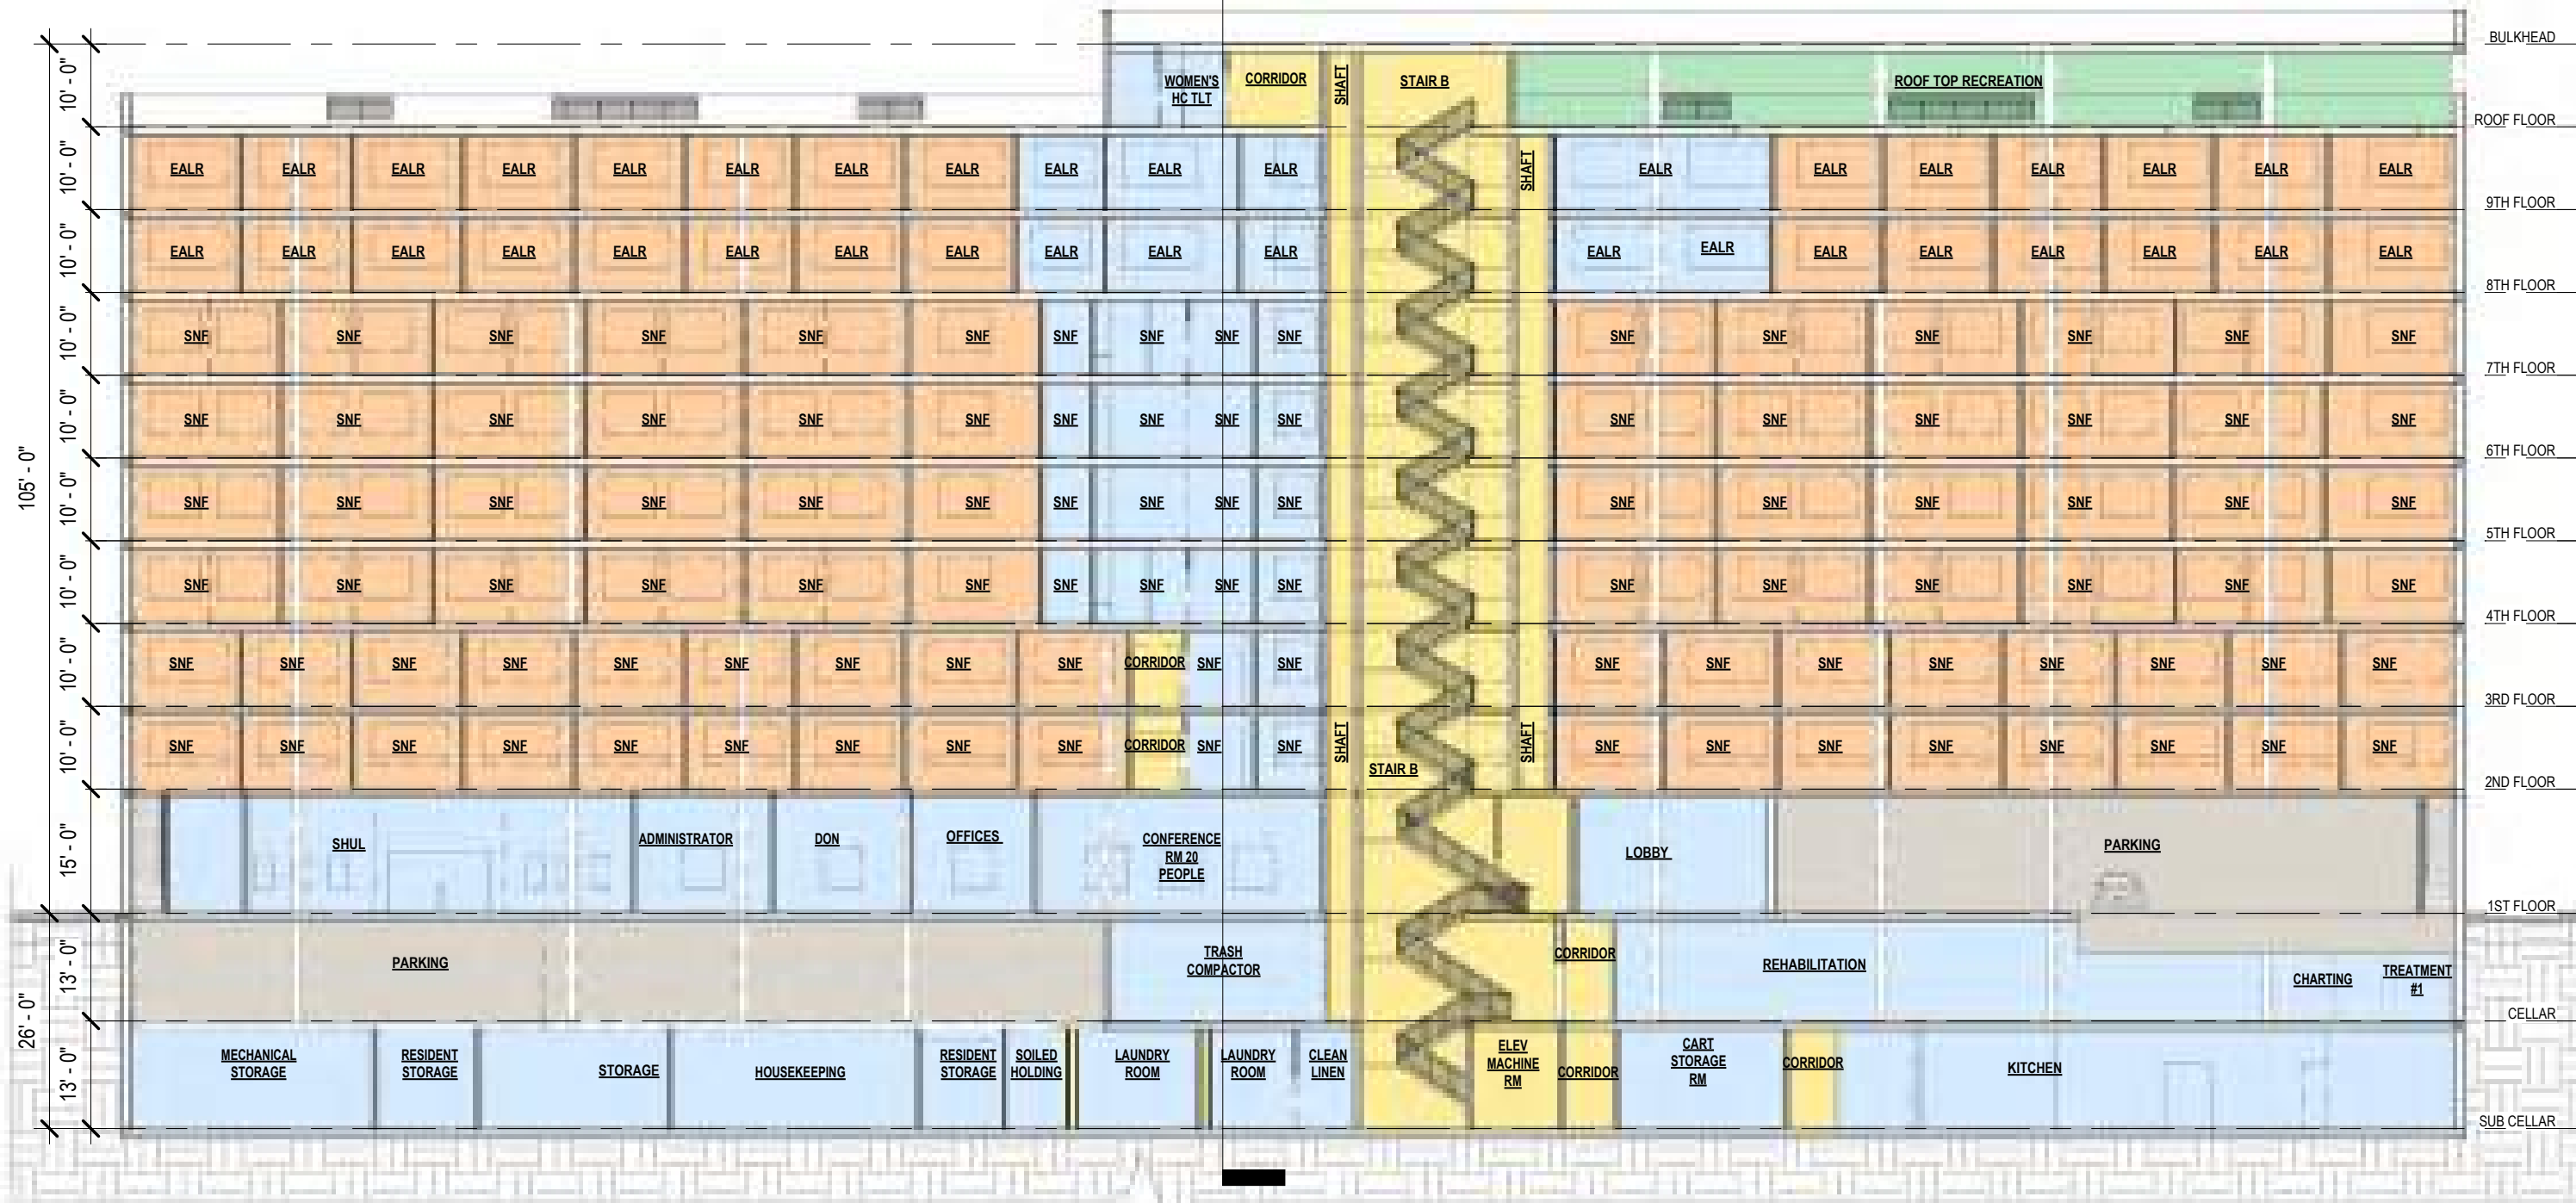 BULKHEAD
10' - 0"
WOMEN'S
HC TLT
CORRIDOR
SHAFT
STAIR B
ROOF TOP RECREATION
ROOF FLOOR
10' - 0"
EALR EALR EALR EALR EALR EALR EALR EALR EALR EALR EALR SHAFT EALR EALR EALR EALR EALR EALR EALR
9TH FLOOR
10' - 0"
EALR EALR EALR EALR EALR EALR EALR EALR EALR EALR EALR EALR EALR EALR EALR EALR EALR EALR EALR
8TH FLOOR
10' - 0"
SNF SNF SNF SNF SNF SNF SNF SNF SNF SNF SNF SNF SNF SNF SNF SNF
7TH FLOOR
10' - 0"
SNF SNF SNF SNF SNF SNF SNF SNF SNF SNF SNF SNF SNF SNF SNF SNF
6TH FLOOR
105' - 0"
10' - 0"
SNF SNF SNF SNF SNF SNF SNF SNF SNF SNF SNF SNF SNF SNF SNF SNF
5TH FLOOR
10' - 0"
SNF SNF SNF SNF SNF SNF SNF SNF SNF SNF SNF SNF SNF SNF SNF SNF
4TH FLOOR
10' - 0"
SNF SNF SNF SNF SNF SNF SNF SNF SNF CORRIDOR SNF SNF SNF SNF SNF SNF SNF SNF SNF SNF
3RD FLOOR
10' - 0"
SNF SNF SNF SNF SNF SNF SNF SNF SNF CORRIDOR SNF SNF SHAFT SHAFT SNF SNF SNF SNF SNF SNF SNF SNF
STAIR B
2ND FLOOR
15' - 0"
SHUL
ADMINISTRATOR
DON
OFFICES
CONFERENCE
RM 20
PEOPLE
LOBBY
PARKING
1ST FLOOR
26' - 0"
13' - 0"
PARKING
TRASH
COMPACTOR
CORRIDOR
REHABILITATION
CHARTING
TREATMENT
#1
CELLAR
13' - 0"
MECHANICAL
STORAGE
RESIDENT
STORAGE
STORAGE
HOUSEKEEPING
RESIDENT
STORAGE
SOILED
HOLDING
LAUNDRY
ROOM
LAUNDRY
ROOM
CLEAN
LINEN
ELEV
MACHINE
RM
CORRIDOR
CART
STORAGE
RM
CORRIDOR
KITCHEN
SUB CELLAR